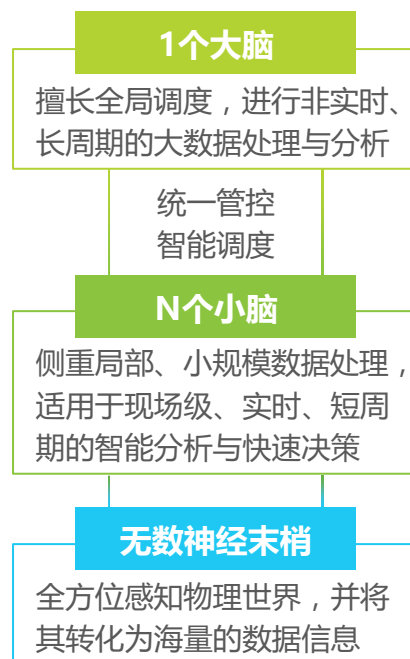 1个大脑
擅长全局调度，进行非实时、
长周期的大数据处理与分析
统一管控
智能调度
N个小脑
侧重局部、小规模数据处理，
适用于现场级、实时、短周
期的智能分析与快速决策
无数神经末梢
全方位感知物理世界，并将
其转化为海量的数据信息